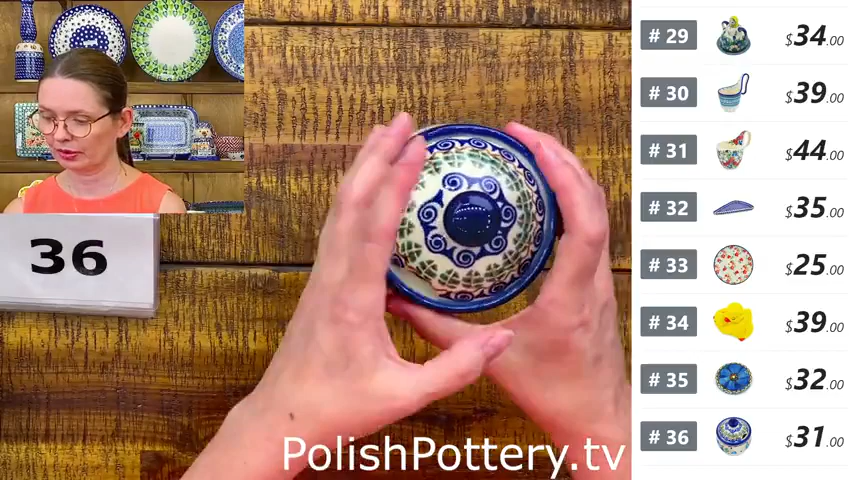 36
PolishPottery.tv
# 29 $34.00
# 30 $39.00
# 31 $44.00
# 32 $35.00
# 33 $25.00
# 34 $39.00
# 35 $32.00
# 36 $31.00